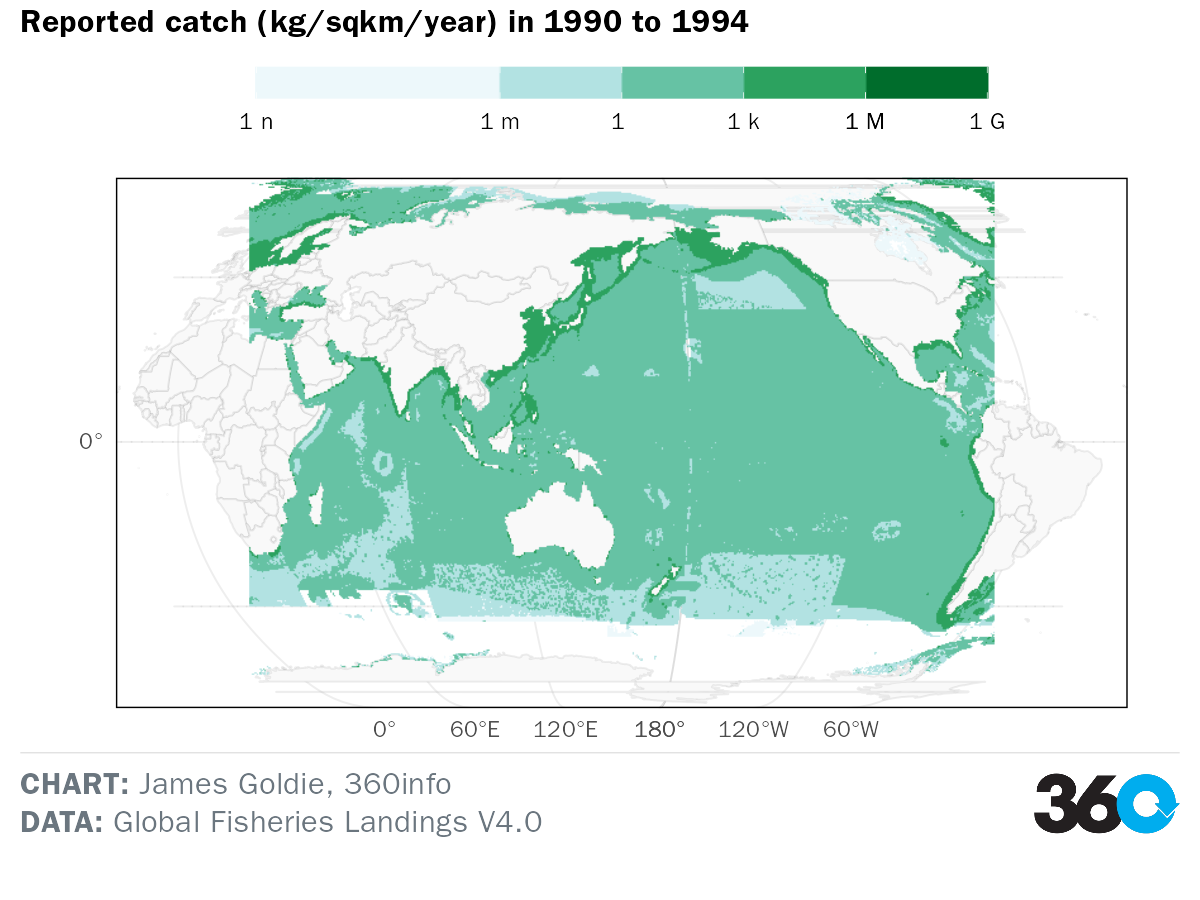 Reported catch (kg/sqkm/year) in 1990 to 1994
1 n 1 m 1 1 k 1 M 1 G
0°
0° 60°E 120°E 180° 120°W 60°W
CHART: James Goldie, 360info
DATA: Global Fisheries Landings V4.0
360